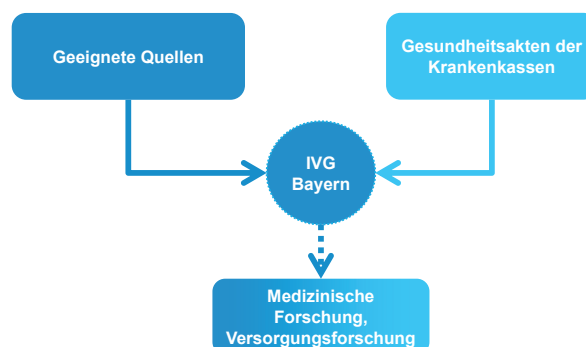 Geeignete Quellen
Gesundheitsakten der
Krankenkassen
IVG
Bayern
Medizinische
Forschung,
Versorgungsforschung